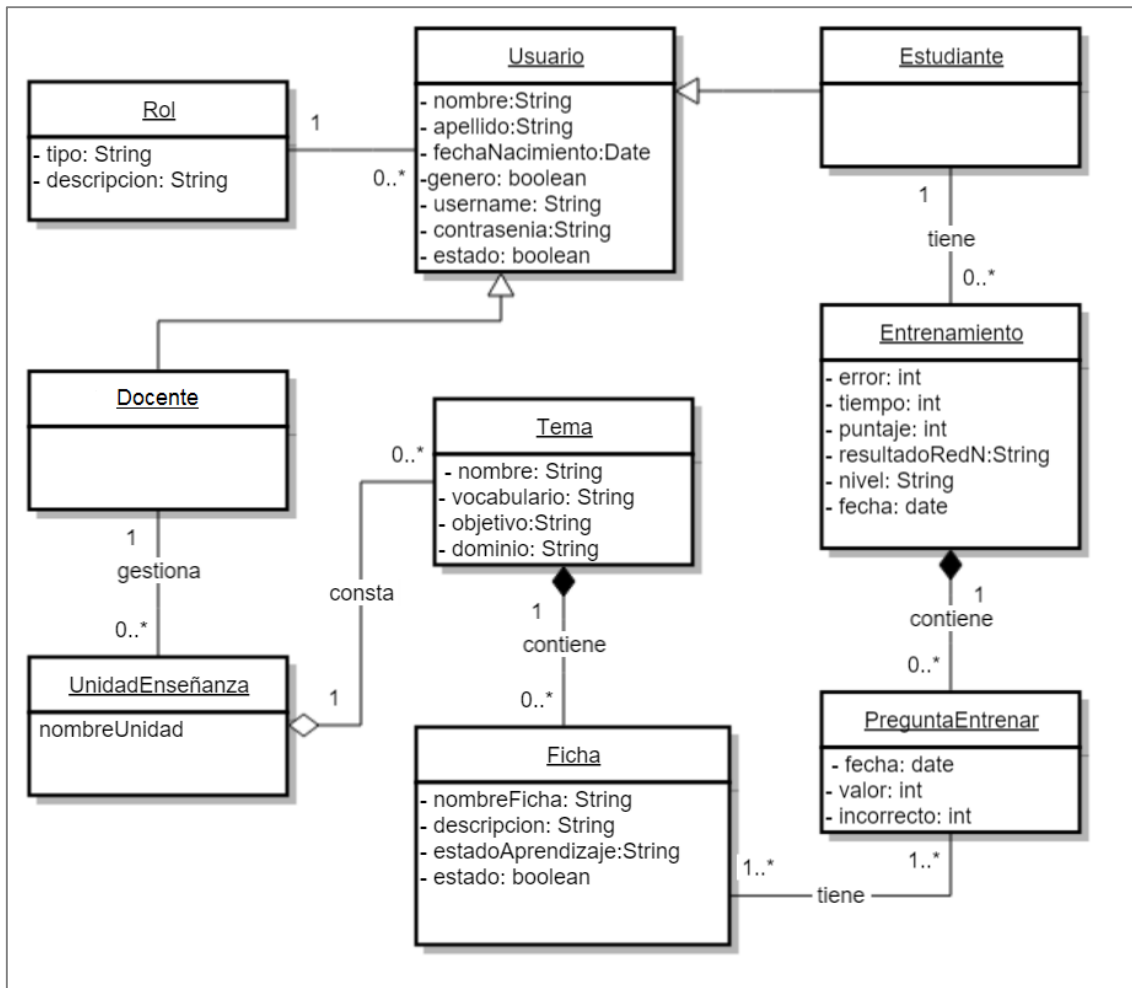 Usuario
- nombre:String
- apellido:String
- fechaNacimiento:Date
-genero: boolean
- username: String
- contrasenia:String
- estado: boolean
Estudiante
Rol
- tipo: String
- descripcion: String
1
0..*
1
tiene
0..*
Entrenamiento
- error: int
- tiempo: int
- puntaje: int
- resultadoRedN:String
- nivel: String
- fecha: date
Docente
Tema
- nombre: String
- vocabulario: String
- objetivo:String
- dominio: String
0..*
consta
1
1
gestiona
0..*
UnidadEnseñanza
nombreUnidad
1
contiene
0..*
1
contiene
0..*
Ficha
- nombreFicha: String
- descripcion: String
- estadoAprendizaje:String
- estado: boolean
PreguntaEntrenar
- fecha: date
- valor: int
- incorrecto: int
1..*
tiene
1..*